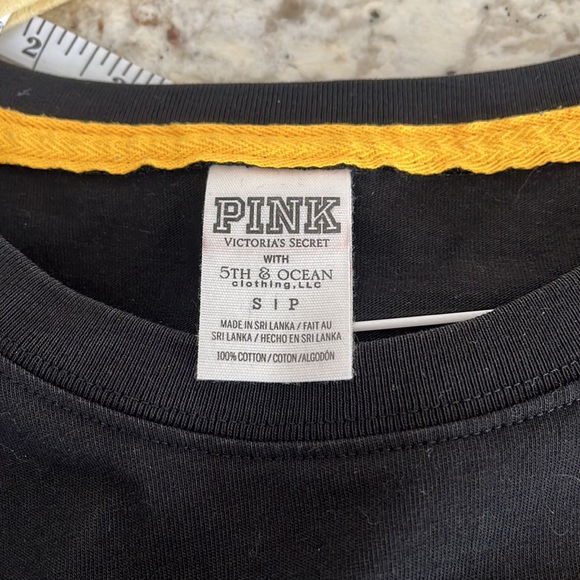 2
PINK
VICTORIA'S SECRET
WITH
5TH & OCEAN
clothing, LLC
S | P
MADE IN SRI LANKA / FAIT AU
SRI LANKA / HECHO EN SRI LANKA
100% COTTON / COTON / ALGODÓN